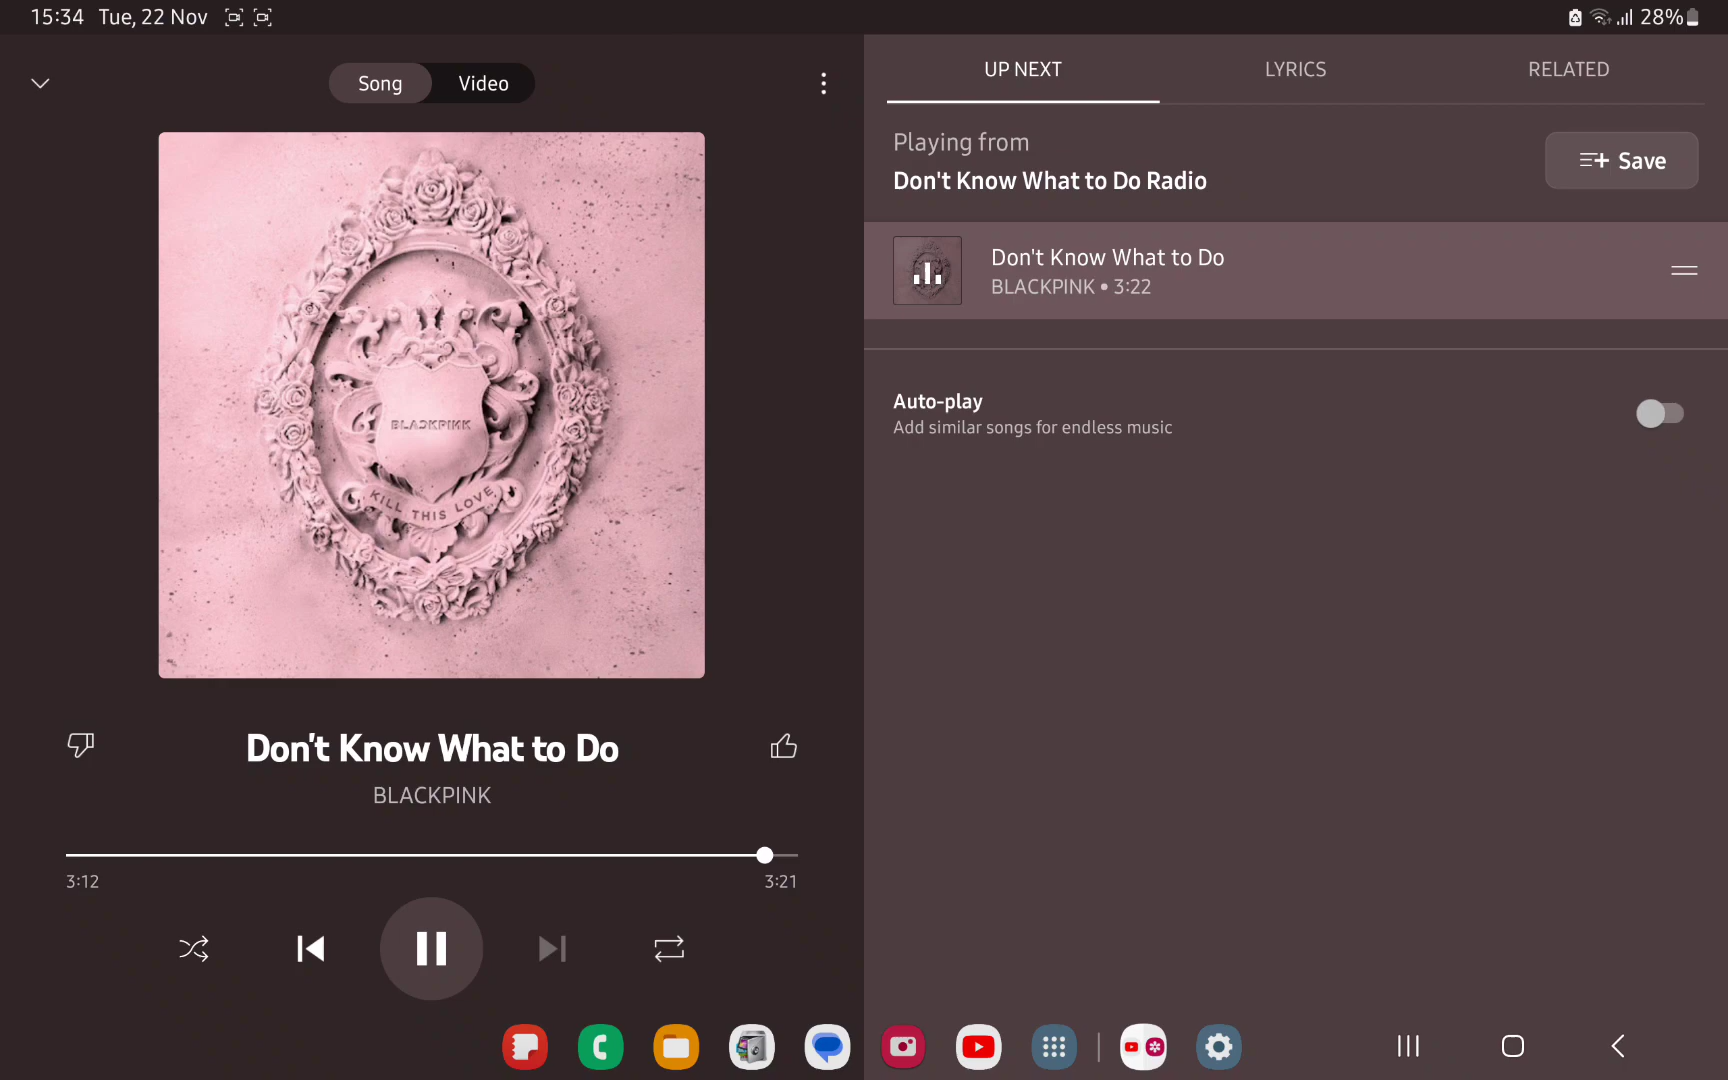 15:34 Tue, 22 Nov
28%
Song Video
BLACKPINK
KILL THIS LOVE
Don't Know What to Do
BLACKPINK
3:12 3:21
UP NEXT LYRICS RELATED
Playing from
Don't Know What to Do Radio
Save
Don't Know What to Do
BLACKPINK • 3:22
Auto-play
Add similar songs for endless music